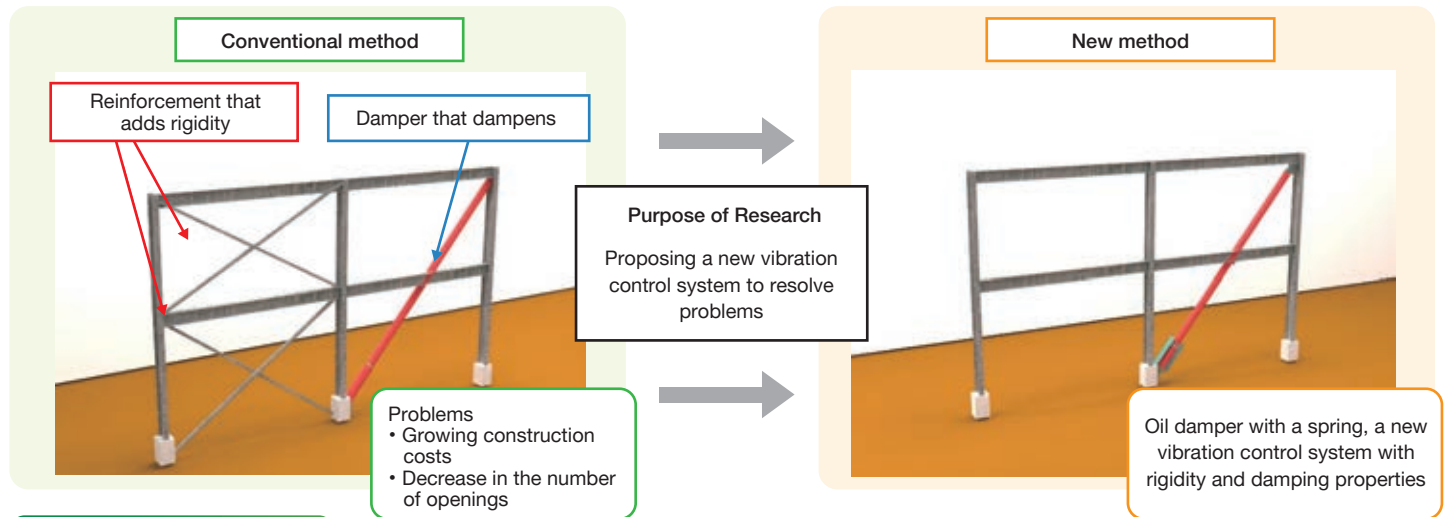 Conventional method
Reinforcement that
adds rigidity
Damper that dampens
Problems
• Growing construction
costs
• Decrease in the number
of openings
Purpose of Research
Proposing a new vibration
control system to resolve
problems
New method
Oil damper with a spring, a new
vibration control system with
rigidity and damping properties